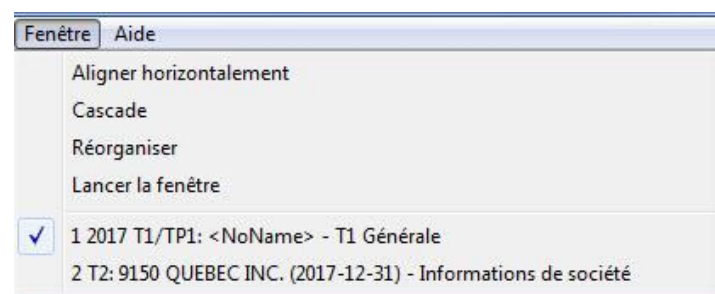 Fenêtre Aide
Aligner horizontalement
Cascade
Réorganiser
Lancer la fenêtre
1 2017 T1/TP1: <NoName> - T1 Générale
2 T2: 9150 QUEBEC INC. (2017-12-31) - Informations de société